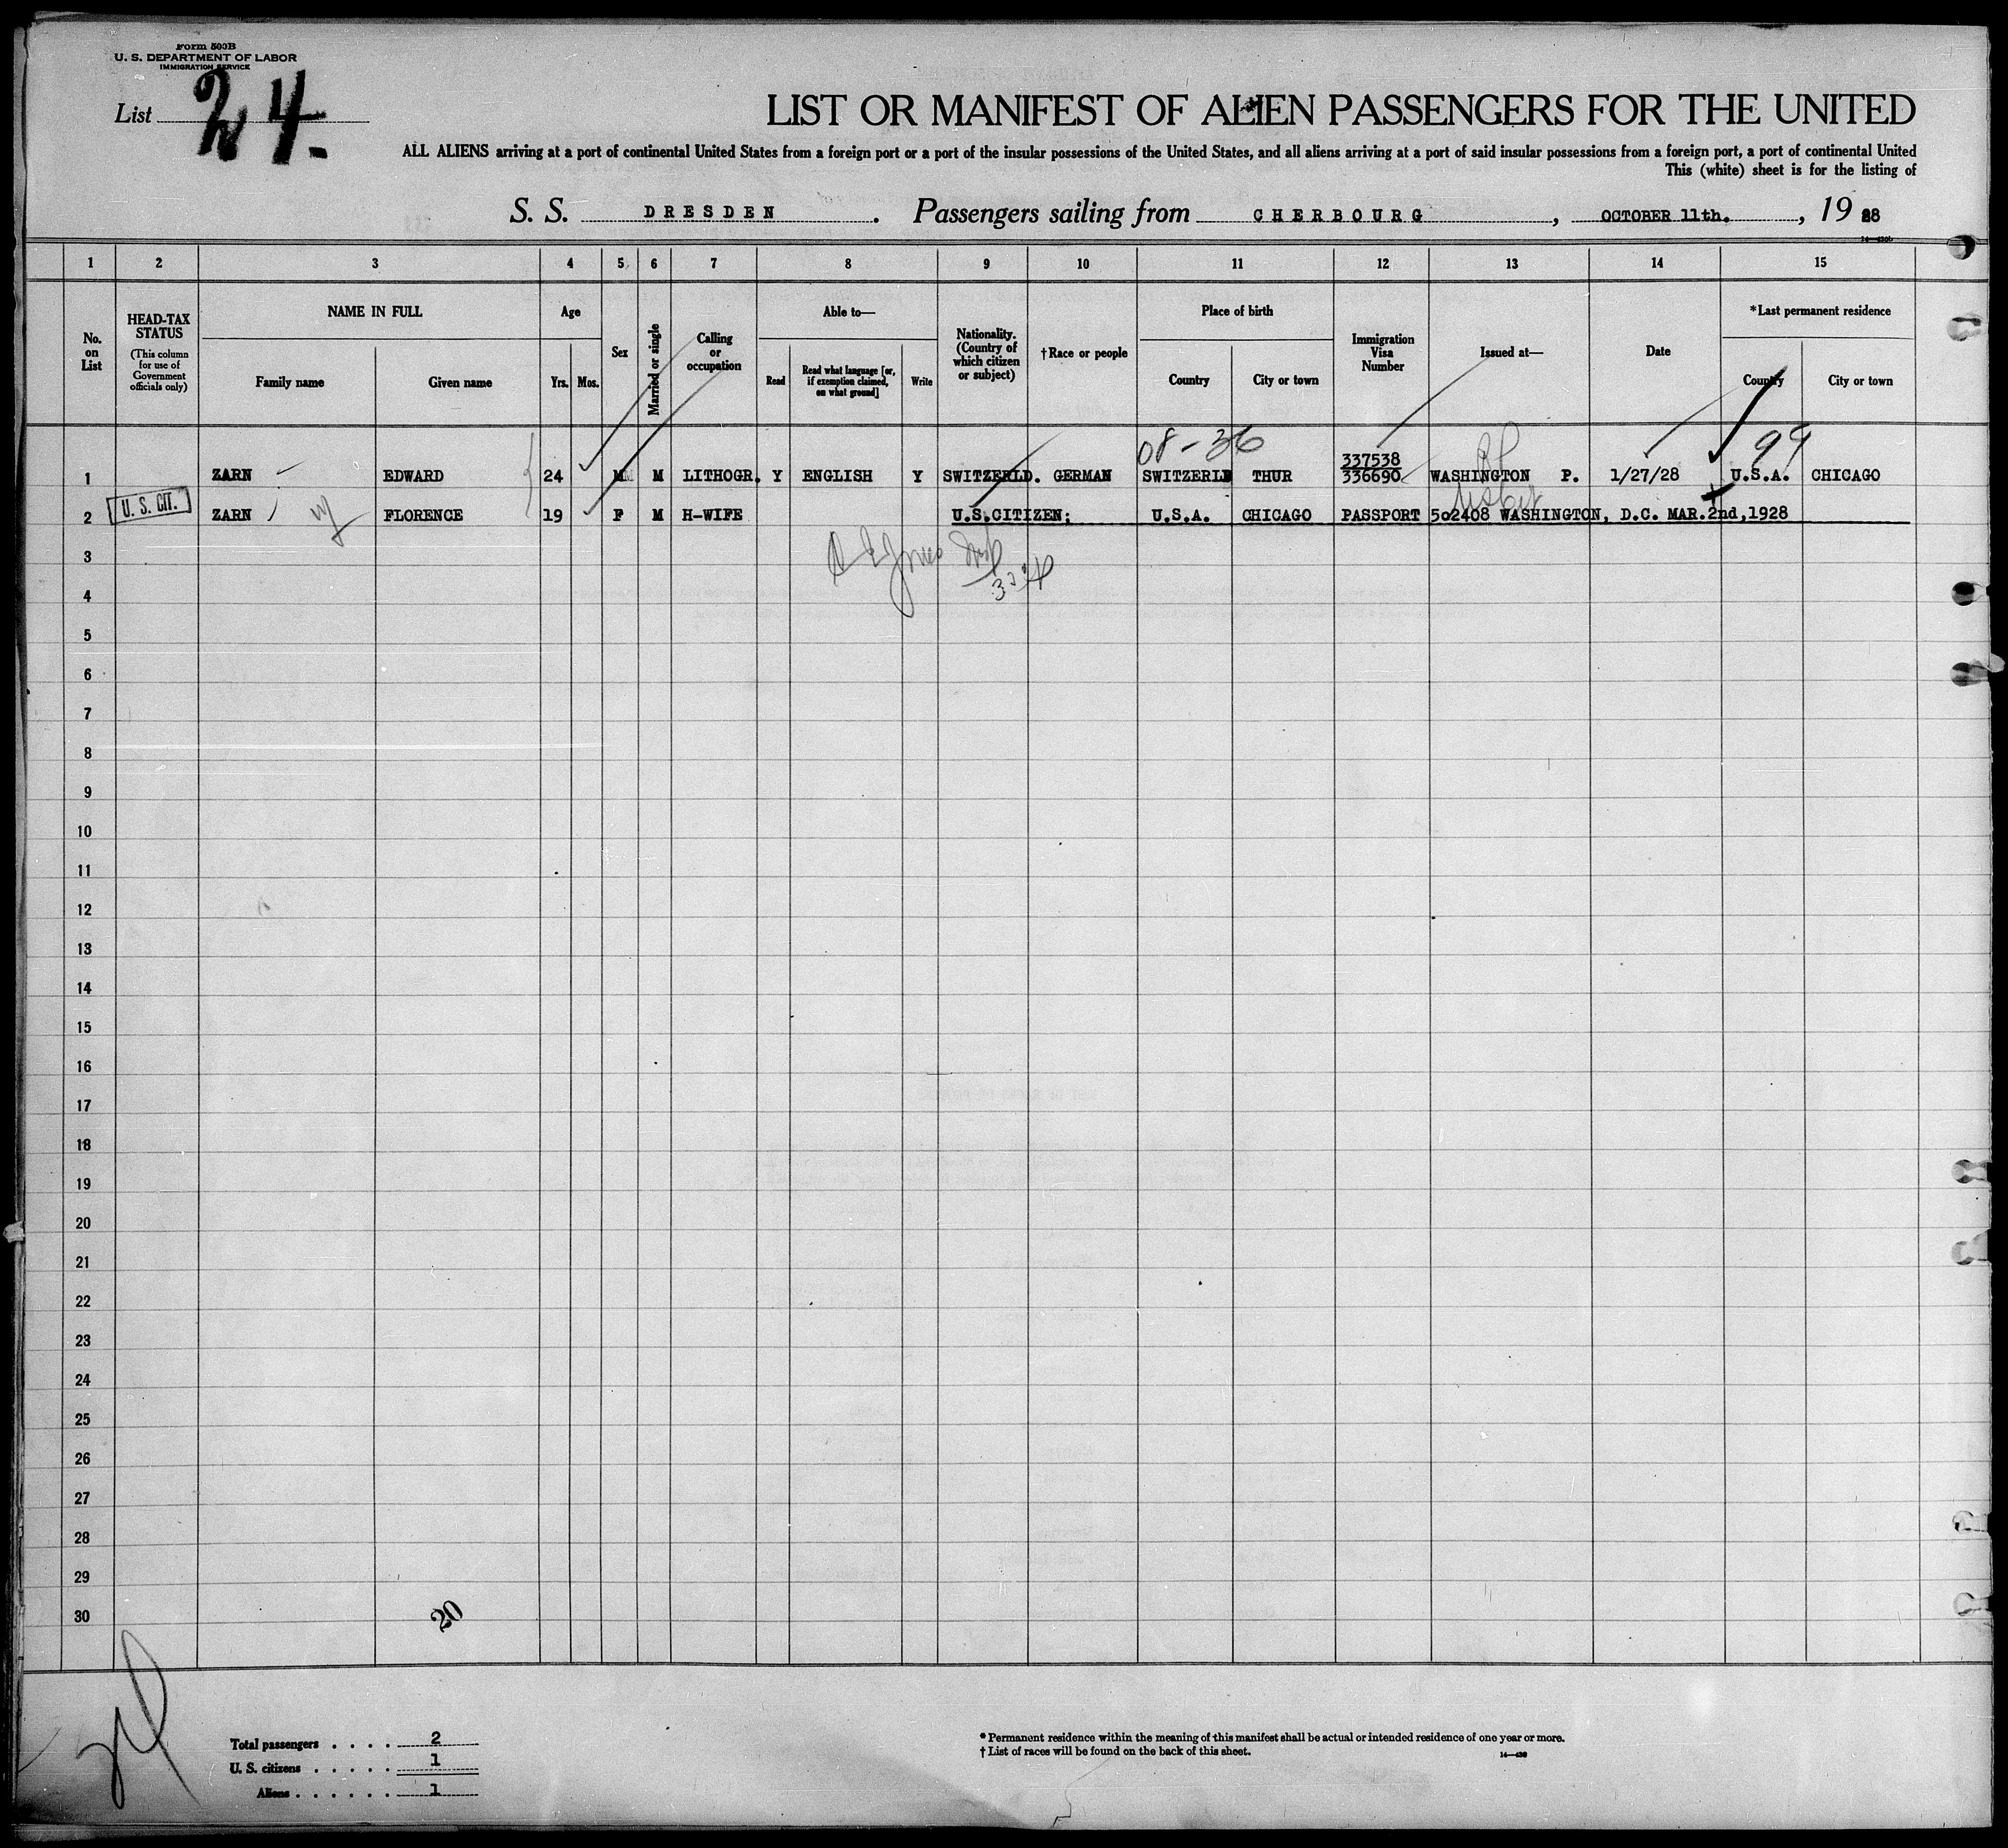 Form 500B
U. S. DEPARTMENT OF LABOR
IMMIGRATION SERVICE
List 24.
LIST OR MANIFEST OF ALIEN PASSENGERS FOR THE UNITED
ALL ALIENS arriving at a port of continental United States from a foreign port or a port of the insular possessions of the United States, and all aliens arriving at a port of said insular possessions from a foreign port, a port of continental United
This (white) sheet is for the listing of
S. S. DRESDEN. Passengers sailing from CHERBOURG, OCTOBER 11th., 19 28
1 2 3 4 5 6 7 8 9 10 11 12 13 14 15
No. on List
HEAD-TAX STATUS (This column for use of Government officials only)
NAME IN FULL
Family name Given name
Age
Yrs. Mos.
Sex
Married or single
Calling or occupation
Able to—
Read Read what language [or, if exemption claimed, on what ground] Write
Nationality. (Country of which citizen or subject)
†Race or people
Place of birth
Country City or town
Immigration Visa Number
Issued at—
Date
*Last permanent residence
Country City or town
08-36 99
337538
1 ZARN EDWARD 24 M M LITHOGR. Y ENGLISH Y SWITZERLD. GERMAN SWITZERLD THUR 336690 WASHINGTON P. 1/27/28 U.S.A. CHICAGO
U. S. CIT.
2 ZARN FLORENCE 19 F M H-WIFE U.S.CITIZEN; U.S.A. CHICAGO PASSPORT 502408 WASHINGTON, D.C. MAR.2nd,1928
3
4
5
6
7
8
9
10
11
12
13
14
15
16
17
18
19
20
21
22
23
24
25
26
27
28
29
30
20
Total passengers . . . . 2
U. S. citizens . . . . . 1
Aliens . . . . . . 1
* Permanent residence within the meaning of this manifest shall be actual or intended residence of one year or more.
† List of races will be found on the back of this sheet.